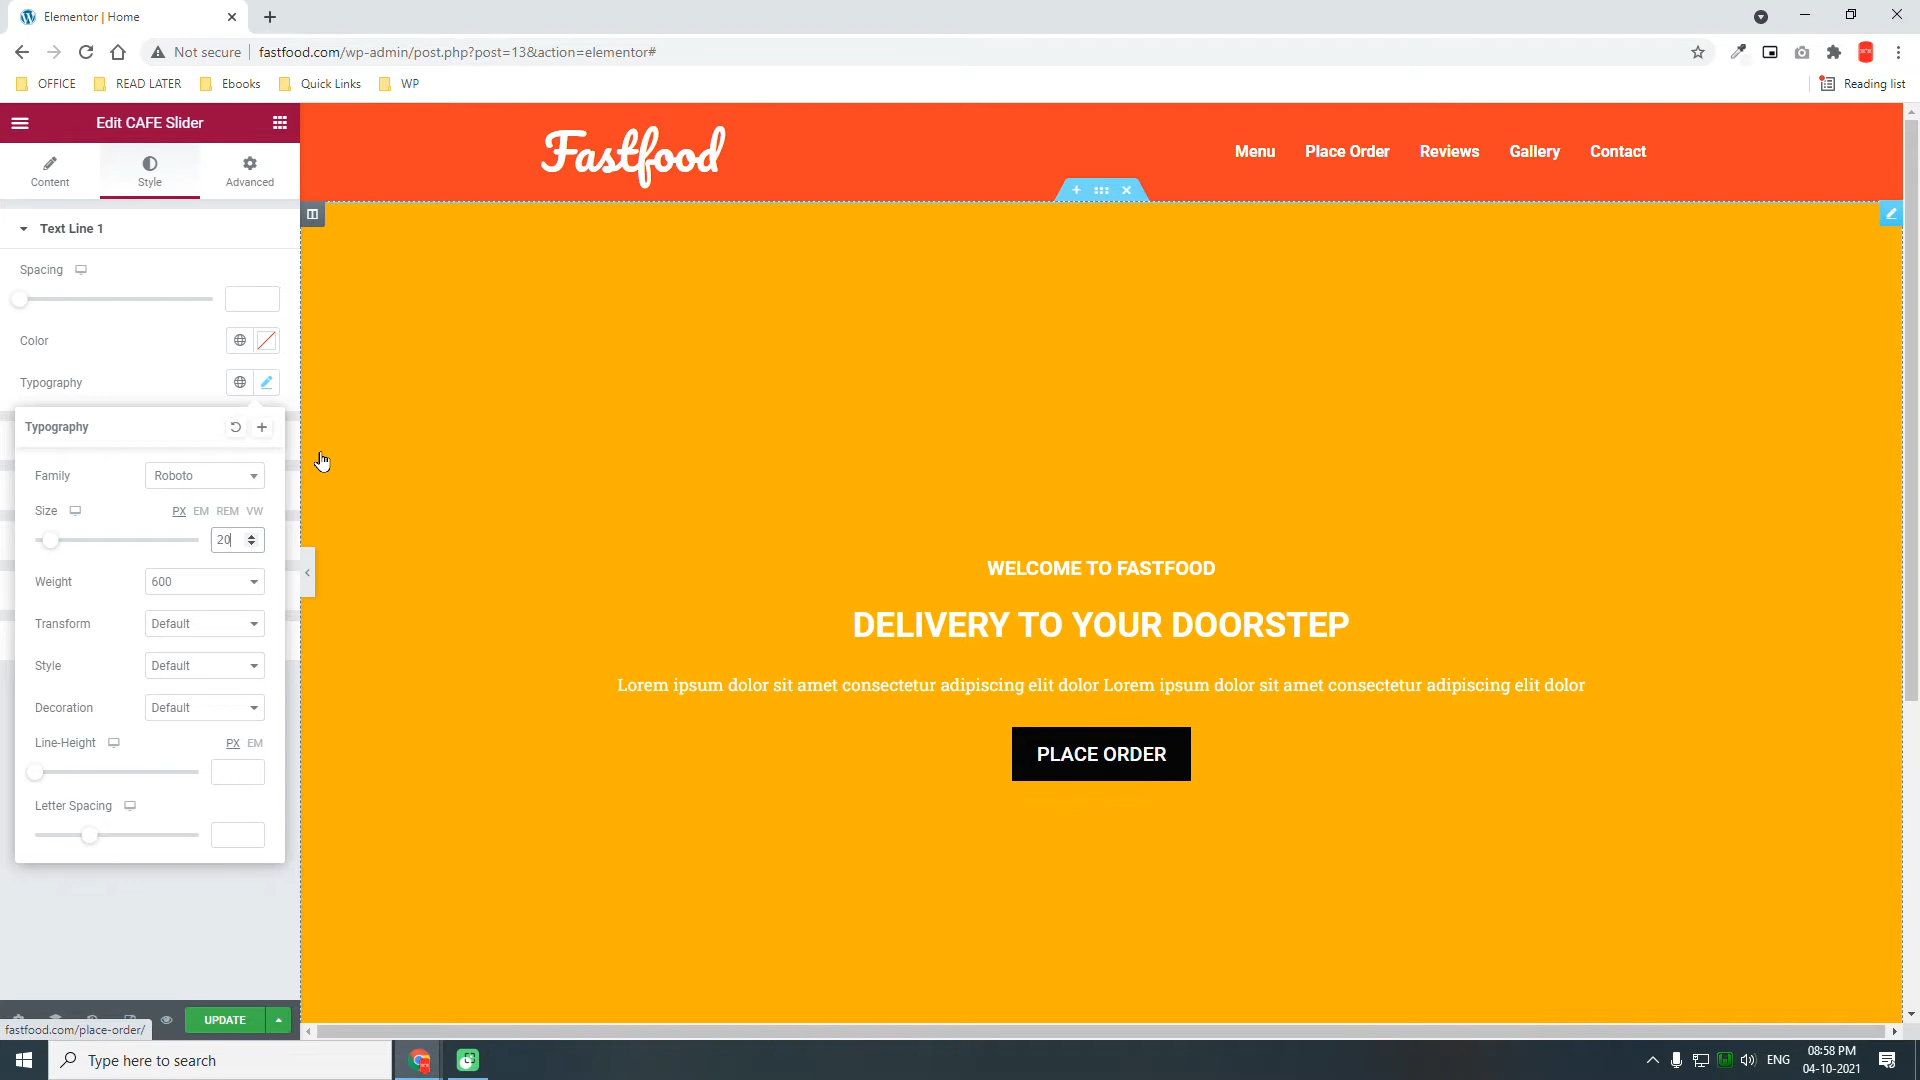 Elementor | Home
Not secure
fastfood.com/wp-admin/post.php?post=13&action=elementor#
OFFICE
READ LATER
Ebooks
Quick Links
WP
Reading list
Edit CAFE Slider
Content
Style
Advanced
Fastfood
Menu
Place Order
Reviews
Gallery
Contact
Text Line 1
Spacing
Color
Typography
Typography
Family
Roboto
Size
PX EM REM VW
20
Weight
600
Transform
Default
Style
Default
Decoration
Default
Line-Height
PX EM
Letter Spacing
WELCOME TO FASTFOOD
DELIVERY TO YOUR DOORSTEP
Lorem ipsum dolor sit amet consectetur adipiscing elit dolor Lorem ipsum dolor sit amet consectetur adipiscing elit dolor
PLACE ORDER
UPDATE
fastfood.com/place-order/
Type here to search
ENG
08:58 PM
04-10-2021